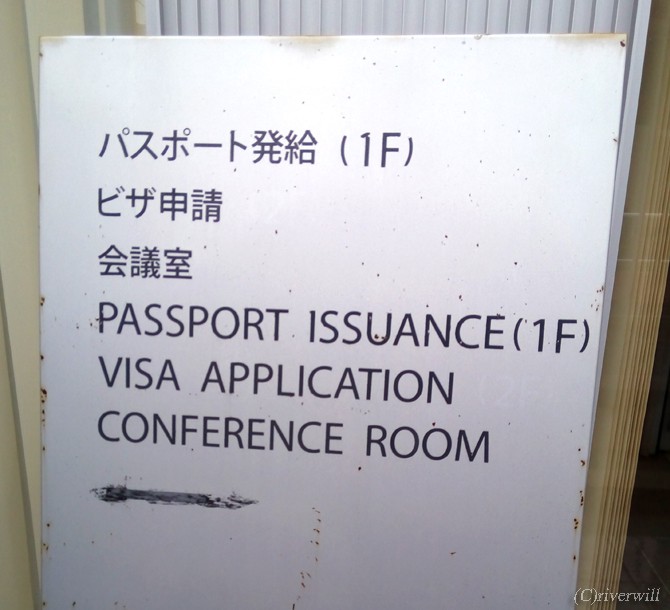 パスポート発給 (1F)
ビザ申請
会議室
PASSPORT ISSUANCE(1F)
VISA APPLICATION (2F)
CONFERENCE ROOM
(C)riverwill